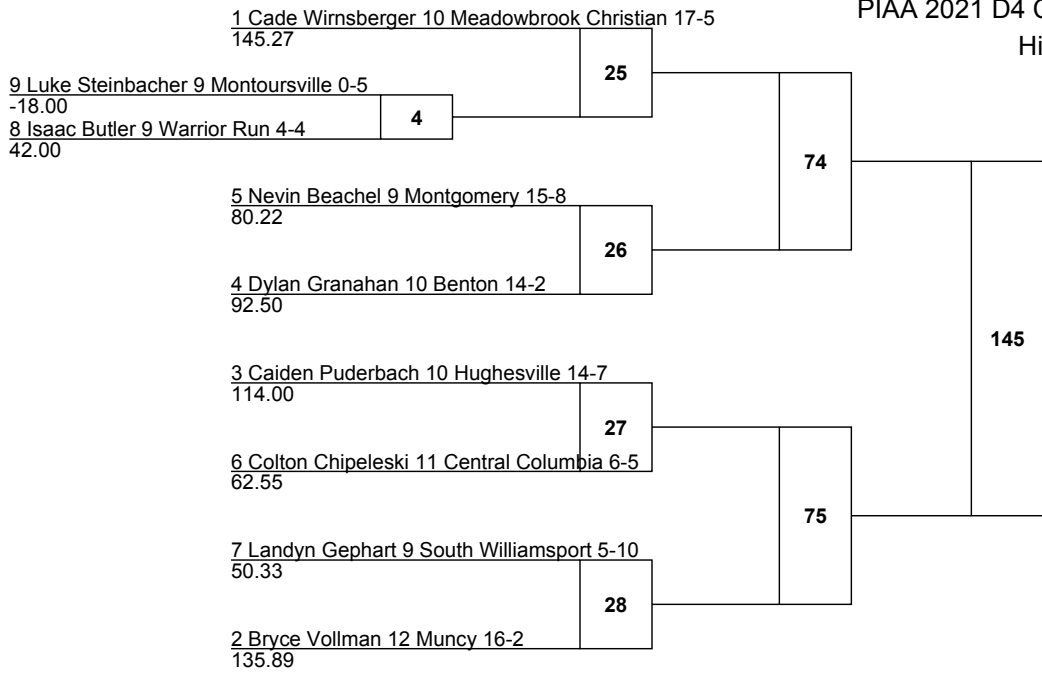 PIAA 2021 D4
Hi
1 Cade Wirnsberger 10 Meadowbrook Christian 17-5
145.27
25
9 Luke Steinbacher 9 Montoursville 0-5
-18.00
4
8 Isaac Butler 9 Warrior Run 4-4
42.00
74
5 Nevin Beachel 9 Montgomery 15-8
80.22
26
4 Dylan Granahan 10 Benton 14-2
92.50
145
3 Caiden Puderbach 10 Hughesville 14-7
114.00
27
6 Colton Chipeleski 11 Central Columbia 6-5
62.55
75
7 Landyn Gephart 9 South Williamsport 5-10
50.33
28
2 Bryce Vollman 12 Muncy 16-2
135.89